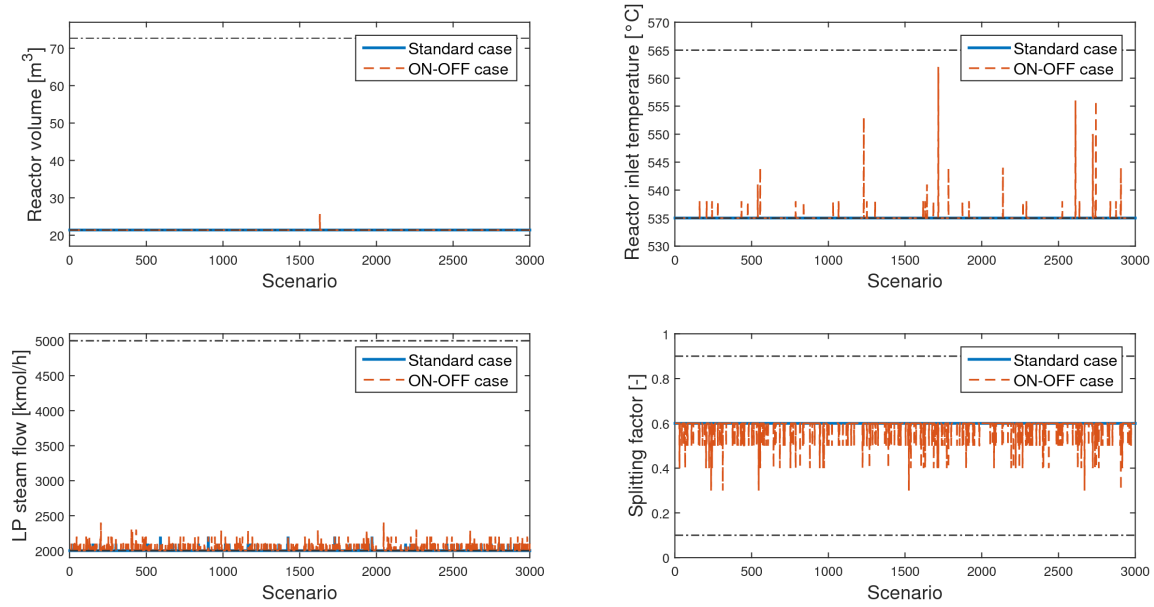 Reactor volume [m³]
70
60
50
40
30
20
0 500 1000 1500 2000 2500 3000
Scenario
Standard case
ON-OFF case
Reactor inlet temperature [°C]
565
560
555
550
545
540
535
530
0 500 1000 1500 2000 2500 3000
Scenario
Standard case
ON-OFF case
LP steam flow [kmol/h]
5000
4500
4000
3500
3000
2500
2000
0 500 1000 1500 2000 2500 3000
Scenario
Standard case
ON-OFF case
Splitting factor [-]
1
0.8
0.6
0.4
0.2
0
0 500 1000 1500 2000 2500 3000
Scenario
Standard case
ON-OFF case